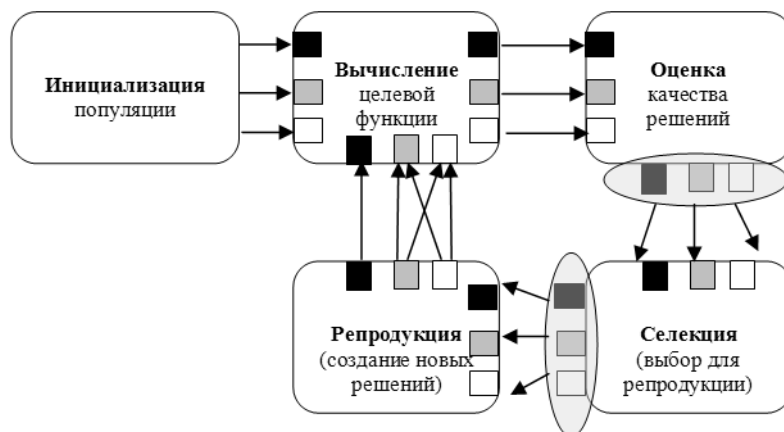 Инициализация
популяции
Вычисление
целевой
функции
Оценка
качества
решений
Репродукция
(создание новых
решений)
Селекция
(выбор для
репродукции)